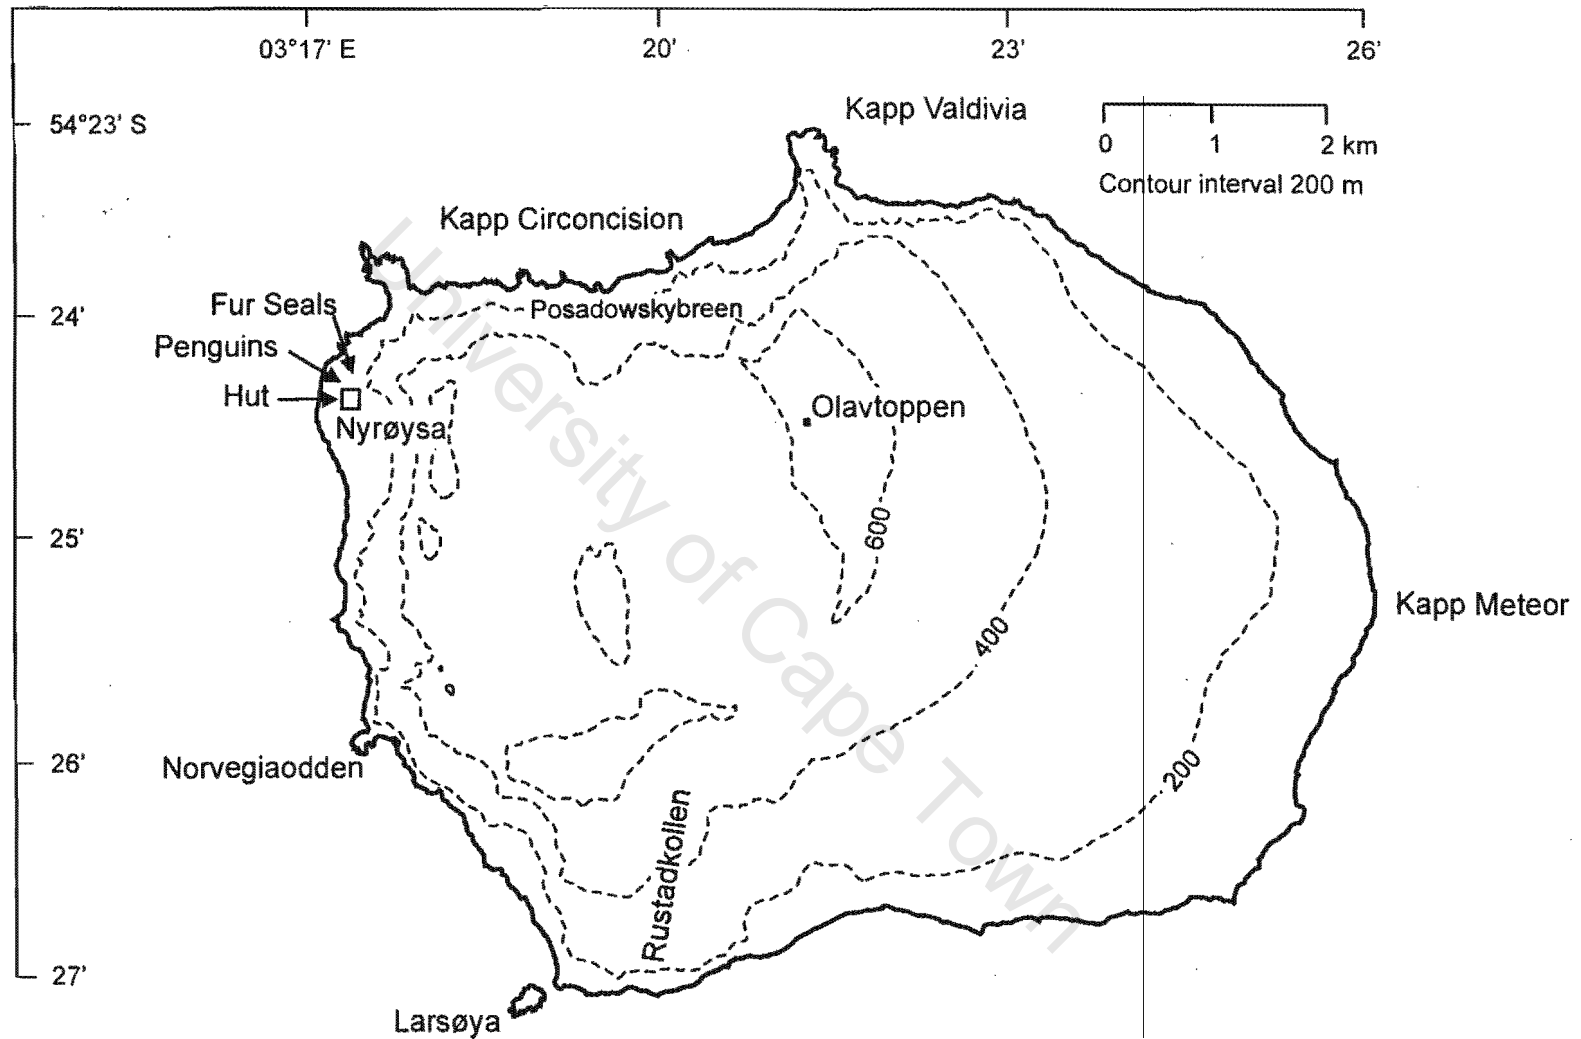 03°17' E
20'
23'
26'
Kapp Valdivia
54°23' S
0 1 2 km
Contour interval 200 m
Kapp Circoncision
Fur Seals
24'
Posadowskybreen
Penguins
Hut
Olavtoppen
Nyrøysa
600
25'
Kapp Meteor
400
26'
Norvegiaodden
200
Rustadkollen
27'
Larsøya
University of Cape Town